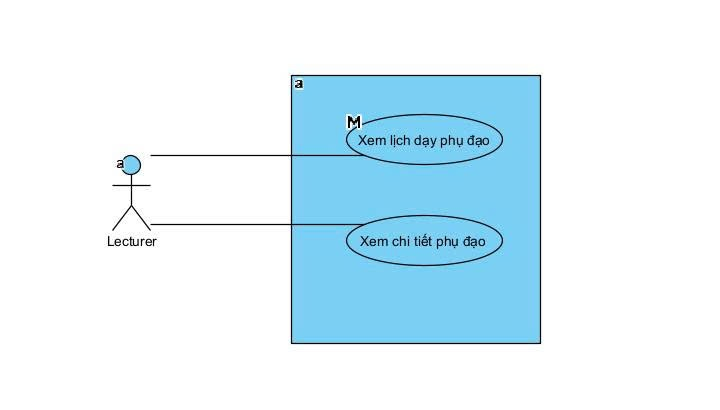 a
M
Xem lịch dạy phụ đạo
a
Lecturer
Xem chi tiết phụ đạo